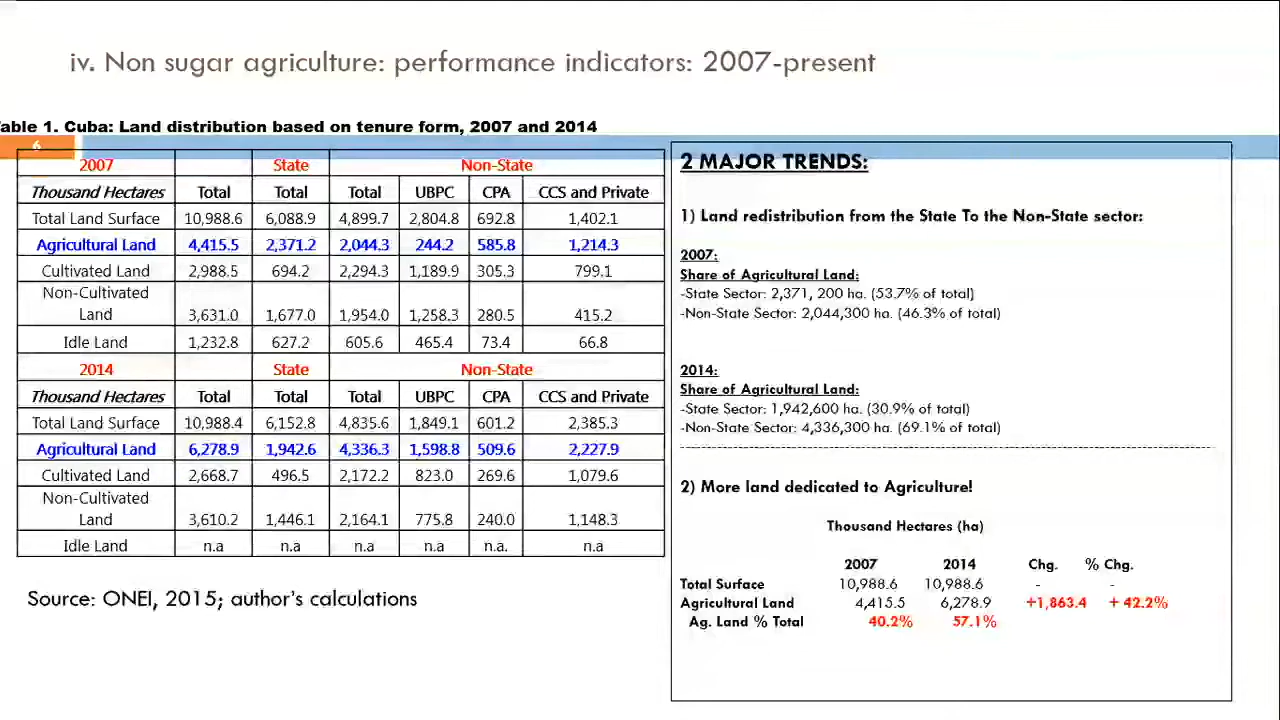 iv. Non sugar agriculture: performance indicators: 2007-present
able 1. Cuba: Land distribution based on tenure form, 2007 and 2014
6
2007 State Non-State
Thousand Hectares Total Total Total UBPC CPA CCS and Private
Total Land Surface 10,988.6 6,088.9 4,899.7 2,804.8 692.8 1,402.1
Agricultural Land 4,415.5 2,371.2 2,044.3 244.2 585.8 1,214.3
Cultivated Land 2,988.5 694.2 2,294.3 1,189.9 305.3 799.1
Non-Cultivated
Land 3,631.0 1,677.0 1,954.0 1,258.3 280.5 415.2
Idle Land 1,232.8 627.2 605.6 465.4 73.4 66.8
2014 State Non-State
Thousand Hectares Total Total Total UBPC CPA CCS and Private
Total Land Surface 10,988.4 6,152.8 4,835.6 1,849.1 601.2 2,385.3
Agricultural Land 6,278.9 1,942.6 4,336.3 1,598.8 509.6 2,227.9
Cultivated Land 2,668.7 496.5 2,172.2 823.0 269.6 1,079.6
Non-Cultivated
Land 3,610.2 1,446.1 2,164.1 775.8 240.0 1,148.3
Idle Land n.a n.a n.a n.a n.a. n.a
Source: ONEI, 2015; author's calculations
2 MAJOR TRENDS:
1) Land redistribution from the State To the Non-State sector:
2007:
Share of Agricultural Land:
-State Sector: 2,371, 200 ha. (53.7% of total)
-Non-State Sector: 2,044,300 ha. (46.3% of total)
2014:
Share of Agricultural Land:
-State Sector: 1,942,600 ha. (30.9% of total)
-Non-State Sector: 4,336,300 ha. (69.1% of total)
2) More land dedicated to Agriculture!
Thousand Hectares (ha)
2007 2014 Chg. % Chg.
Total Surface 10,988.6 10,988.6 - -
Agricultural Land 4,415.5 6,278.9 +1,863.4 + 42.2%
Ag. Land % Total 40.2% 57.1%